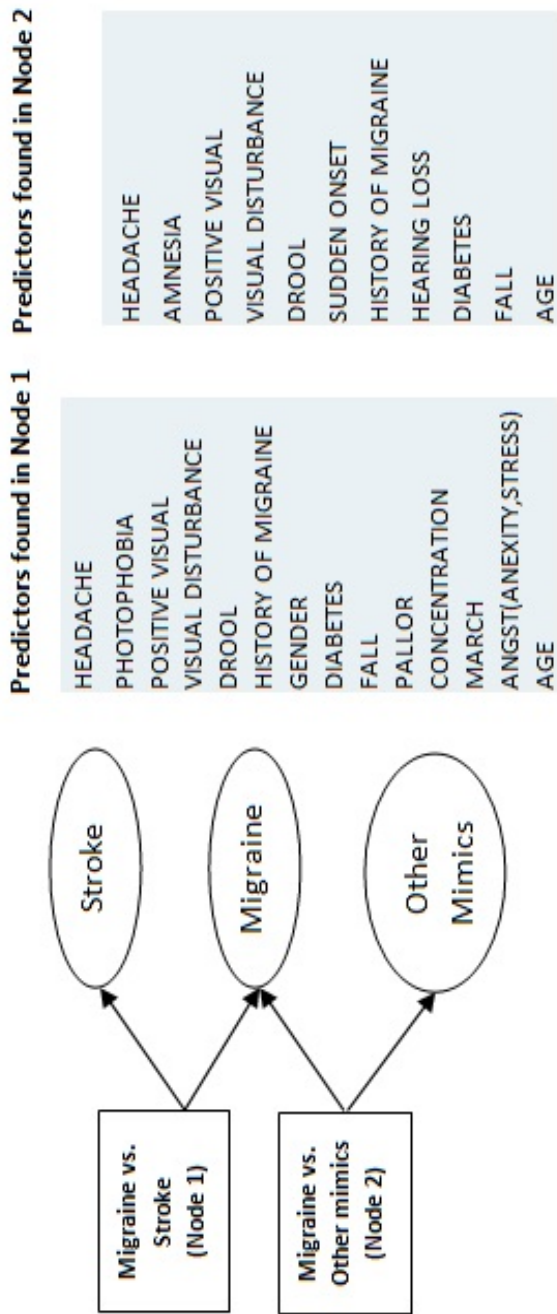 Migraine vs.
Stroke
(Node 1)
Migraine vs.
Other mimics
(Node 2)
Stroke
Migraine
Other
Mimics
Predictors found in Node 1
HEADACHE
PHOTOPHOBIA
POSITIVE VISUAL
VISUAL DISTURBANCE
DROOL
HISTORY OF MIGRAINE
GENDER
DIABETES
FALL
PALLOR
CONCENTRATION
MARCH
ANGST(ANEXITY,STRESS)
AGE
Predictors found in Node 2
HEADACHE
AMNESIA
POSITIVE VISUAL
VISUAL DISTURBANCE
DROOL
SUDDEN ONSET
HISTORY OF MIGRAINE
HEARING LOSS
DIABETES
FALL
AGE